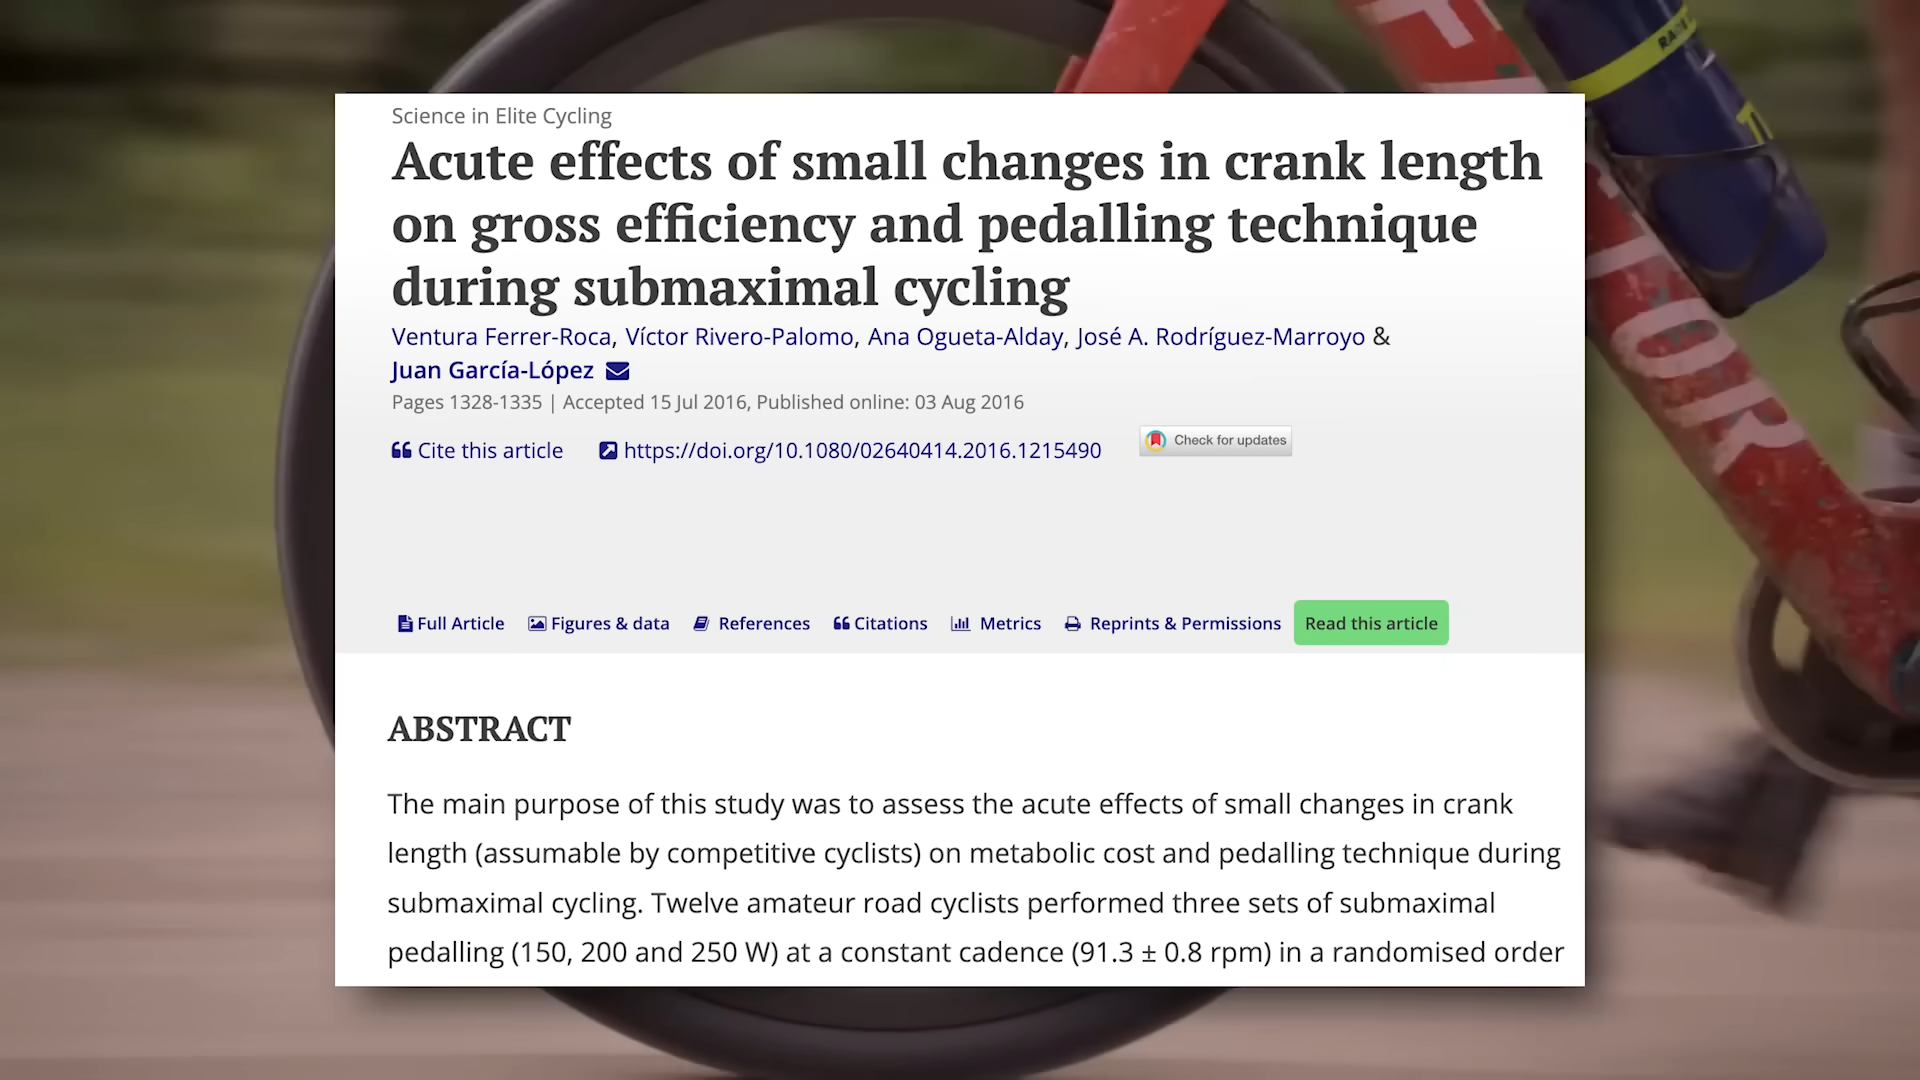 Science in Elite Cycling
Acute effects of small changes in crank length
on gross efficiency and pedalling technique
during submaximal cycling
Ventura Ferrer-Roca, Víctor Rivero-Palomo, Ana Ogueta-Alday, José A. Rodríguez-Marroyo &
Juan García-López
Pages 1328-1335 | Accepted 15 Jul 2016, Published online: 03 Aug 2016
Cite this article https://doi.org/10.1080/02640414.2016.1215490 Check for updates
Full Article Figures & data References Citations Metrics Reprints & Permissions Read this article
ABSTRACT
The main purpose of this study was to assess the acute effects of small changes in crank
length (assumable by competitive cyclists) on metabolic cost and pedalling technique during
submaximal cycling. Twelve amateur road cyclists performed three sets of submaximal
pedalling (150, 200 and 250 W) at a constant cadence (91.3 ± 0.8 rpm) in a randomised order